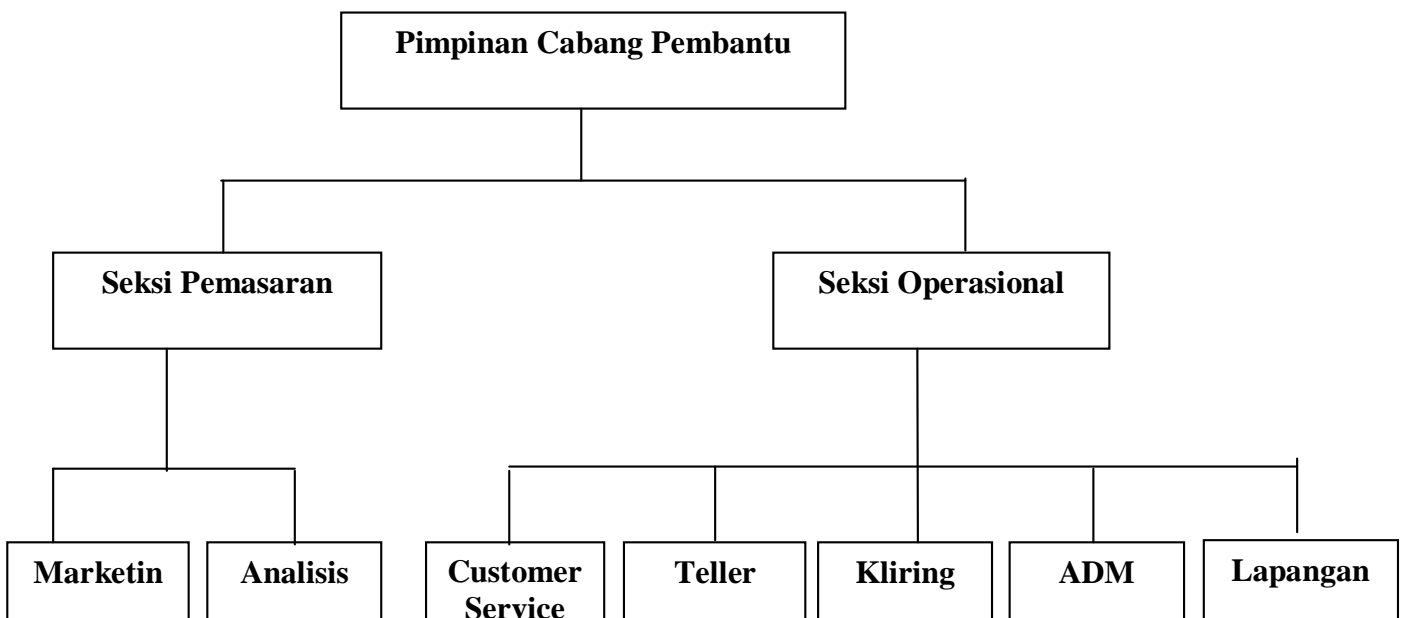 Pimpinan Cabang Pembantu
Seksi Pemasaran
Seksi Operasional
Marketin
Analisis
Customer
Service
Teller
Kliring
ADM
Lapangan